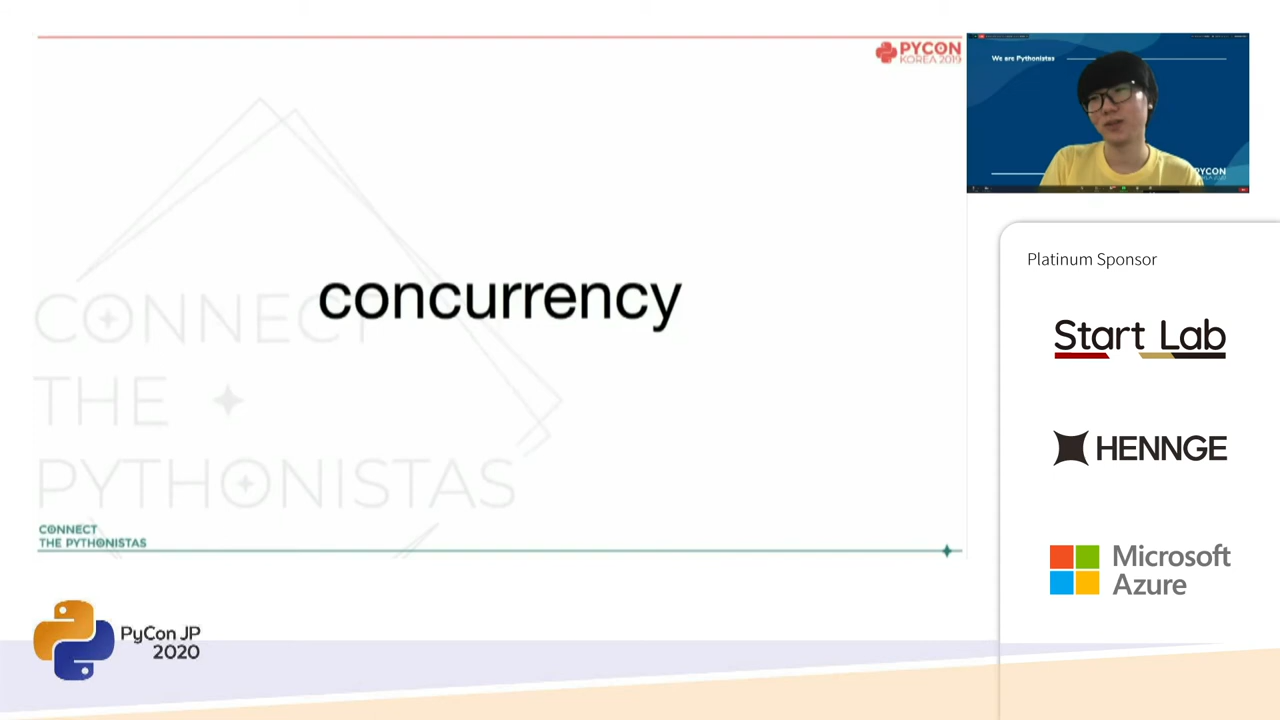 PYCON
KOREA 2019
concurrency
CONNECT
THE
PYTHONISTAS
CONNECT
THE PYTHONISTAS
We are Pythonistas
PYCON
Platinum Sponsor
Start Lab
HENNGE
Microsoft
Azure
PyCon JP
2020